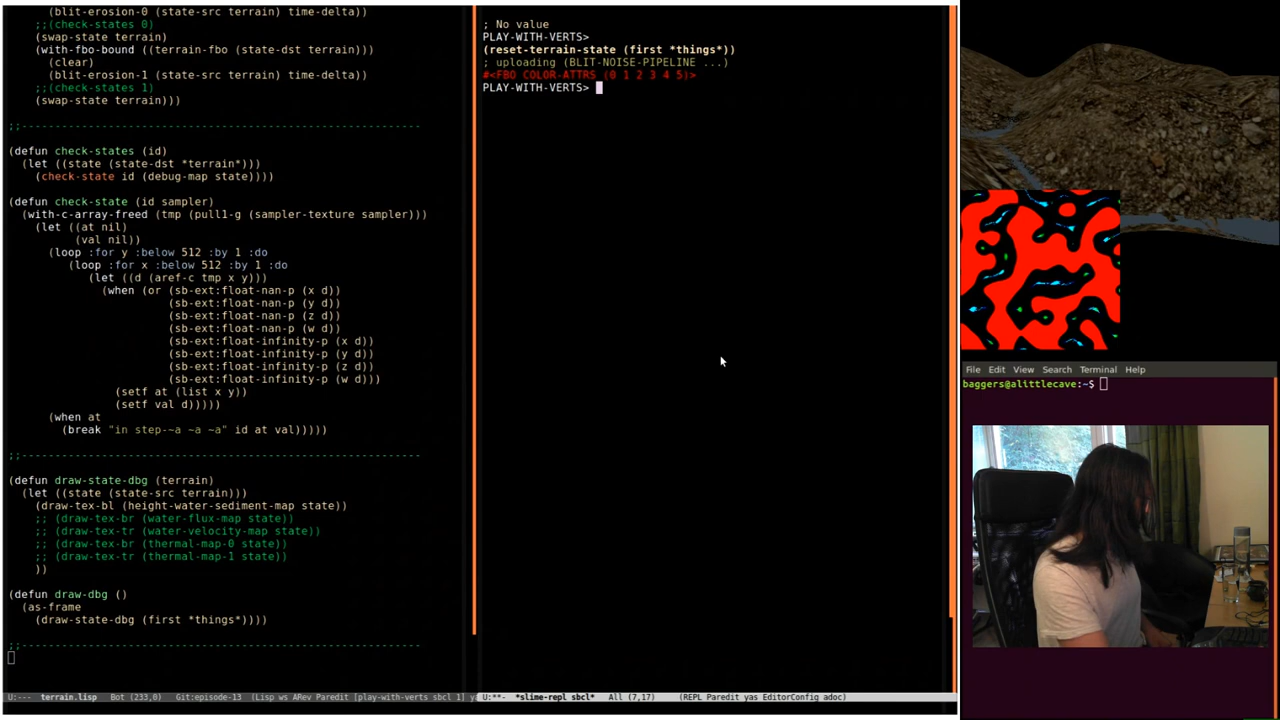 (blit-erosion-0 (state-src terrain) time-delta))
;;(check-states 0)
(swap-state terrain)
(with-fbo-bound ((terrain-fbo (state-dst terrain)))
(clear)
(blit-erosion-1 (state-src terrain) time-delta))
;;(check-states 1)
(swap-state terrain)))
;;------------------------------------------------------------
(defun check-states (id)
(let ((state (state-dst *terrain*)))
(check-state id (debug-map state))))
(defun check-state (id sampler)
(with-c-array-freed (tmp (pull1-g (sampler-texture sampler)))
(let ((at nil)
(val nil))
(loop :for y :below 512 :by 1 :do
(loop :for x :below 512 :by 1 :do
(let ((d (aref-c tmp x y)))
(when (or (sb-ext:float-nan-p (x d))
(sb-ext:float-nan-p (y d))
(sb-ext:float-nan-p (z d))
(sb-ext:float-nan-p (w d))
(sb-ext:float-infinity-p (x d))
(sb-ext:float-infinity-p (y d))
(sb-ext:float-infinity-p (z d))
(sb-ext:float-infinity-p (w d)))
(setf at (list x y))
(setf val d)))))
(when at
(break "in step-~a ~a ~a" id at val)))))
;;------------------------------------------------------------
(defun draw-state-dbg (terrain)
(let ((state (state-src terrain)))
(draw-tex-bl (height-water-sediment-map state))
;; (draw-tex-br (water-flux-map state))
;; (draw-tex-tr (water-velocity-map state))
;; (draw-tex-br (thermal-map-0 state))
;; (draw-tex-tr (thermal-map-1 state))
))
(defun draw-dbg ()
(as-frame
(draw-state-dbg (first *things*))))
;;------------------------------------------------------------
U:--- terrain.lisp Bot (233,0) Git:episode-13 (Lisp ws ARev Paredit [play-with-verts sbcl 1] y
; No value
PLAY-WITH-VERTS>
(reset-terrain-state (first *things*))
; uploading (BLIT-NOISE-PIPELINE ...)
#<FBO COLOR-ATTRS (0 1 2 3 4 5)>
PLAY-WITH-VERTS>
U:**- *slime-repl sbcl* All (7,17) (REPL Paredit yas EditorConfig adoc)
File Edit View Search Terminal Help
baggers@alittlecave:~$